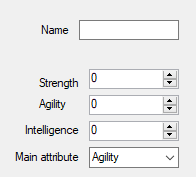 Name
Strength 0
Agility 0
Intelligence 0
Main attribute Agility